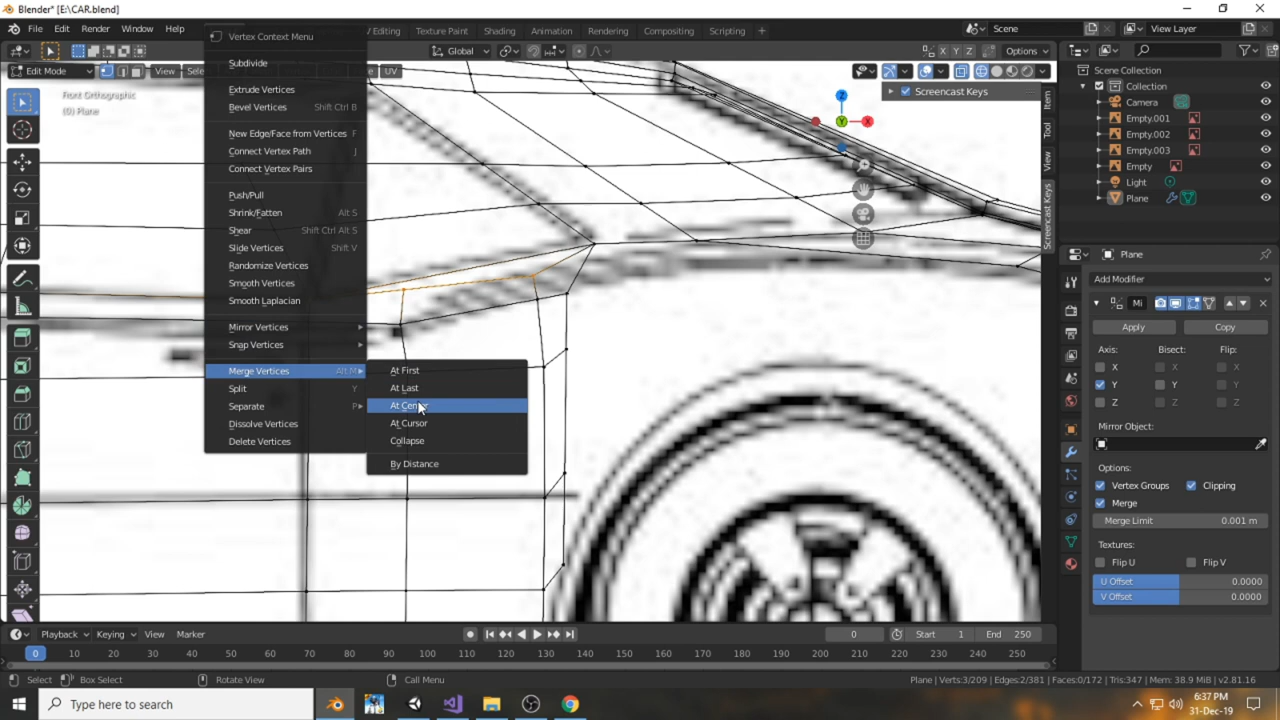 Blender* [E:\CAR.blend]
File Edit Render Window Help
UV Editing Texture Paint Shading Animation Rendering Compositing Scripting +
Scene
View Layer
Global
X Y Z
Options
Edit Mode
View
UV
Front Orthographic
(0) Plane
Vertex Context Menu
Subdivide
Extrude Vertices
Bevel Vertices Shift Ctrl B
New Edge/Face from Vertices F
Connect Vertex Path J
Connect Vertex Pairs
Push/Pull
Shrink/Fatten Alt S
Shear Shift Ctrl Alt S
Slide Vertices Shift V
Randomize Vertices
Smooth Vertices
Smooth Laplacian
Mirror Vertices
Snap Vertices
Merge Vertices Alt M
Split Y
Separate P
Dissolve Vertices
Delete Vertices
At First
At Last
At Center
At Cursor
Collapse
By Distance
Screencast Keys
Z
Y
X
Item
Tool
View
Screencast Keys
Scene Collection
Collection
Camera
Empty.001
Empty.002
Empty.003
Empty
Light
Plane
Plane
Add Modifier
Mi
Apply Copy
Axis: Bisect: Flip:
X X X
Y Y Y
Z Z Z
Mirror Object:
Options:
Vertex Groups Clipping
Merge
Merge Limit 0.001 m
Textures:
Flip U Flip V
U Offset 0.0000
V Offset 0.0000
Playback Keying View Marker
0 Start 1 End 250
0 10 20 30 40 50 60 70 80 90 100 110 120 130 140 150 160 170 180 190 200 210 220 230 240 250
Select Box Select Rotate View Call Menu
Plane | Verts:3/209 | Edges:2/381 | Faces:0/172 | Tris:347 | Mem: 38.9 MiB | v2.81.16
Type here to search
6:37 PM
31-Dec-19